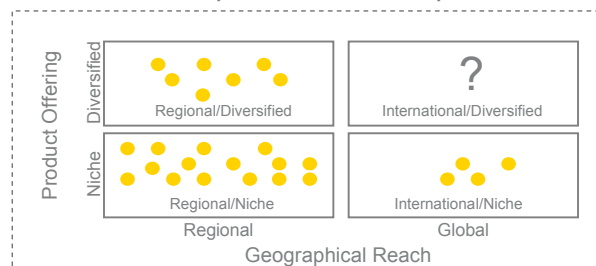 Product Offering
Diversified
Niche
?
Regional/Diversified
International/Diversified
Regional/Niche
International/Niche
Regional
Global
Geographical Reach